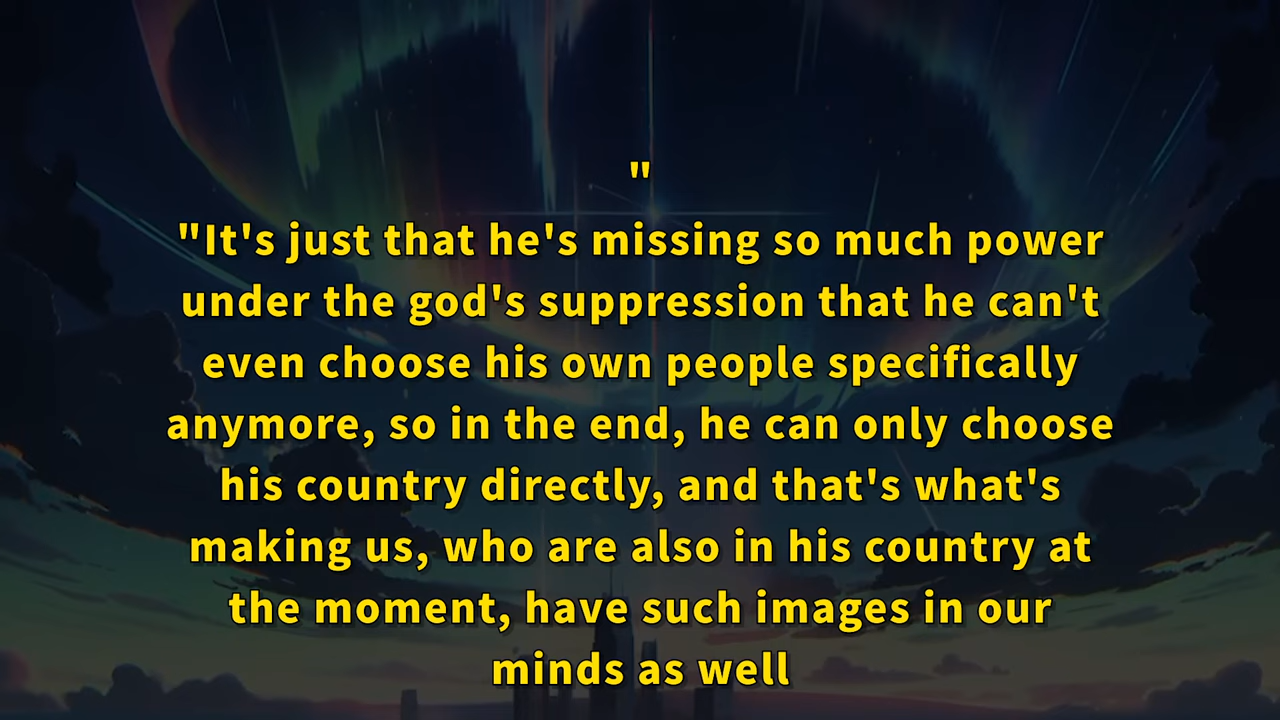 "
"It's just that he's missing so much power
under the god's suppression that he can't
even choose his own people specifically
anymore, so in the end, he can only choose
his country directly, and that's what's
making us, who are also in his country at
the moment, have such images in our
minds as well